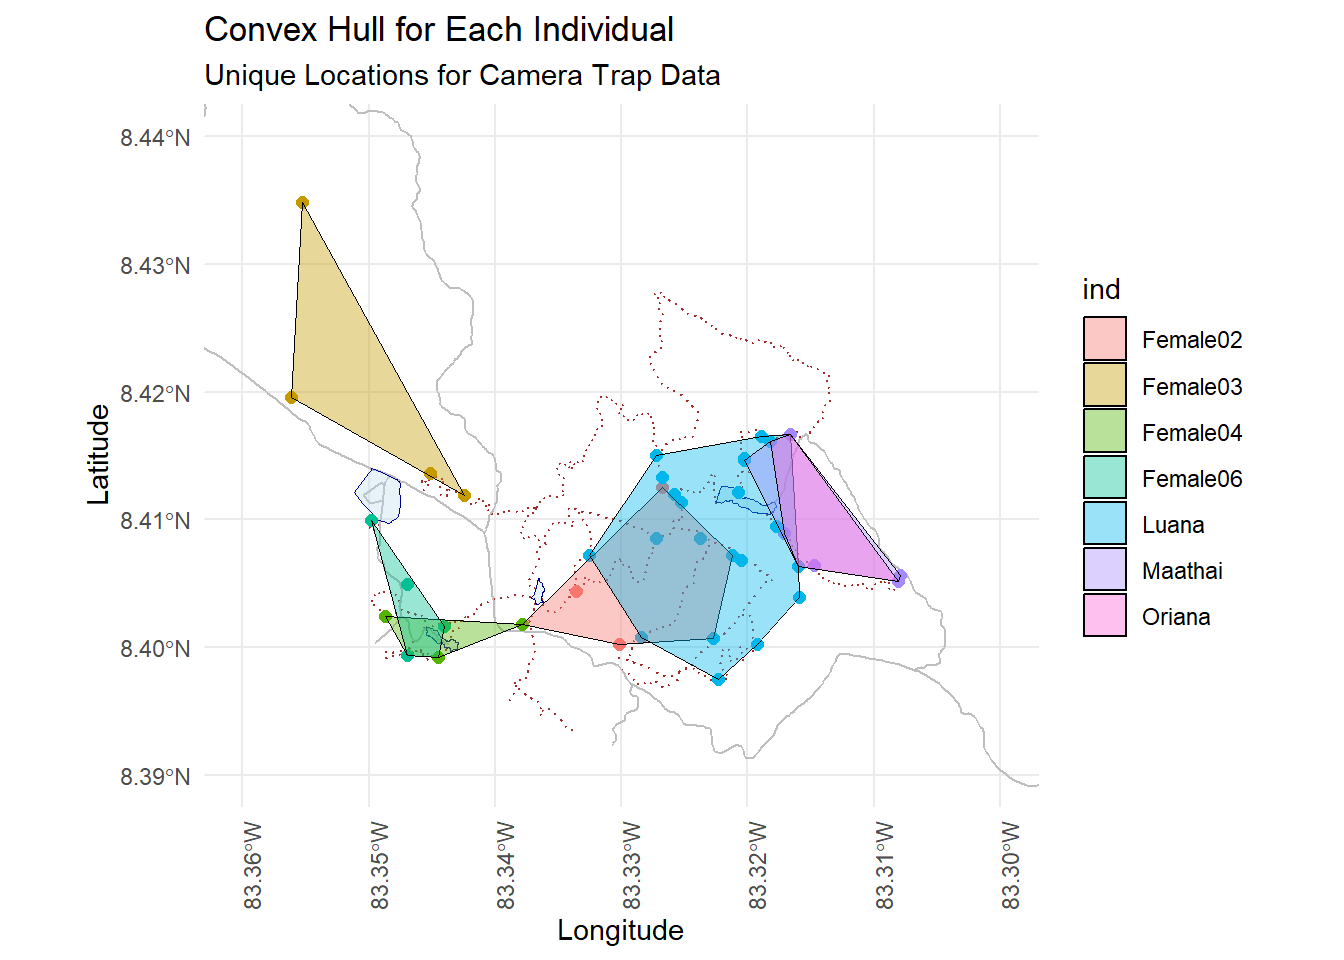 Convex Hull for Each Individual
Unique Locations for Camera Trap Data
8.44°N
8.43°N
8.42°N
8.41°N
8.40°N
8.39°N
Latitude
83.36°W
83.35°W
83.34°W
83.33°W
83.32°W
83.31°W
83.30°W
Longitude
ind
Female02
Female03
Female04
Female06
Luana
Maathai
Oriana